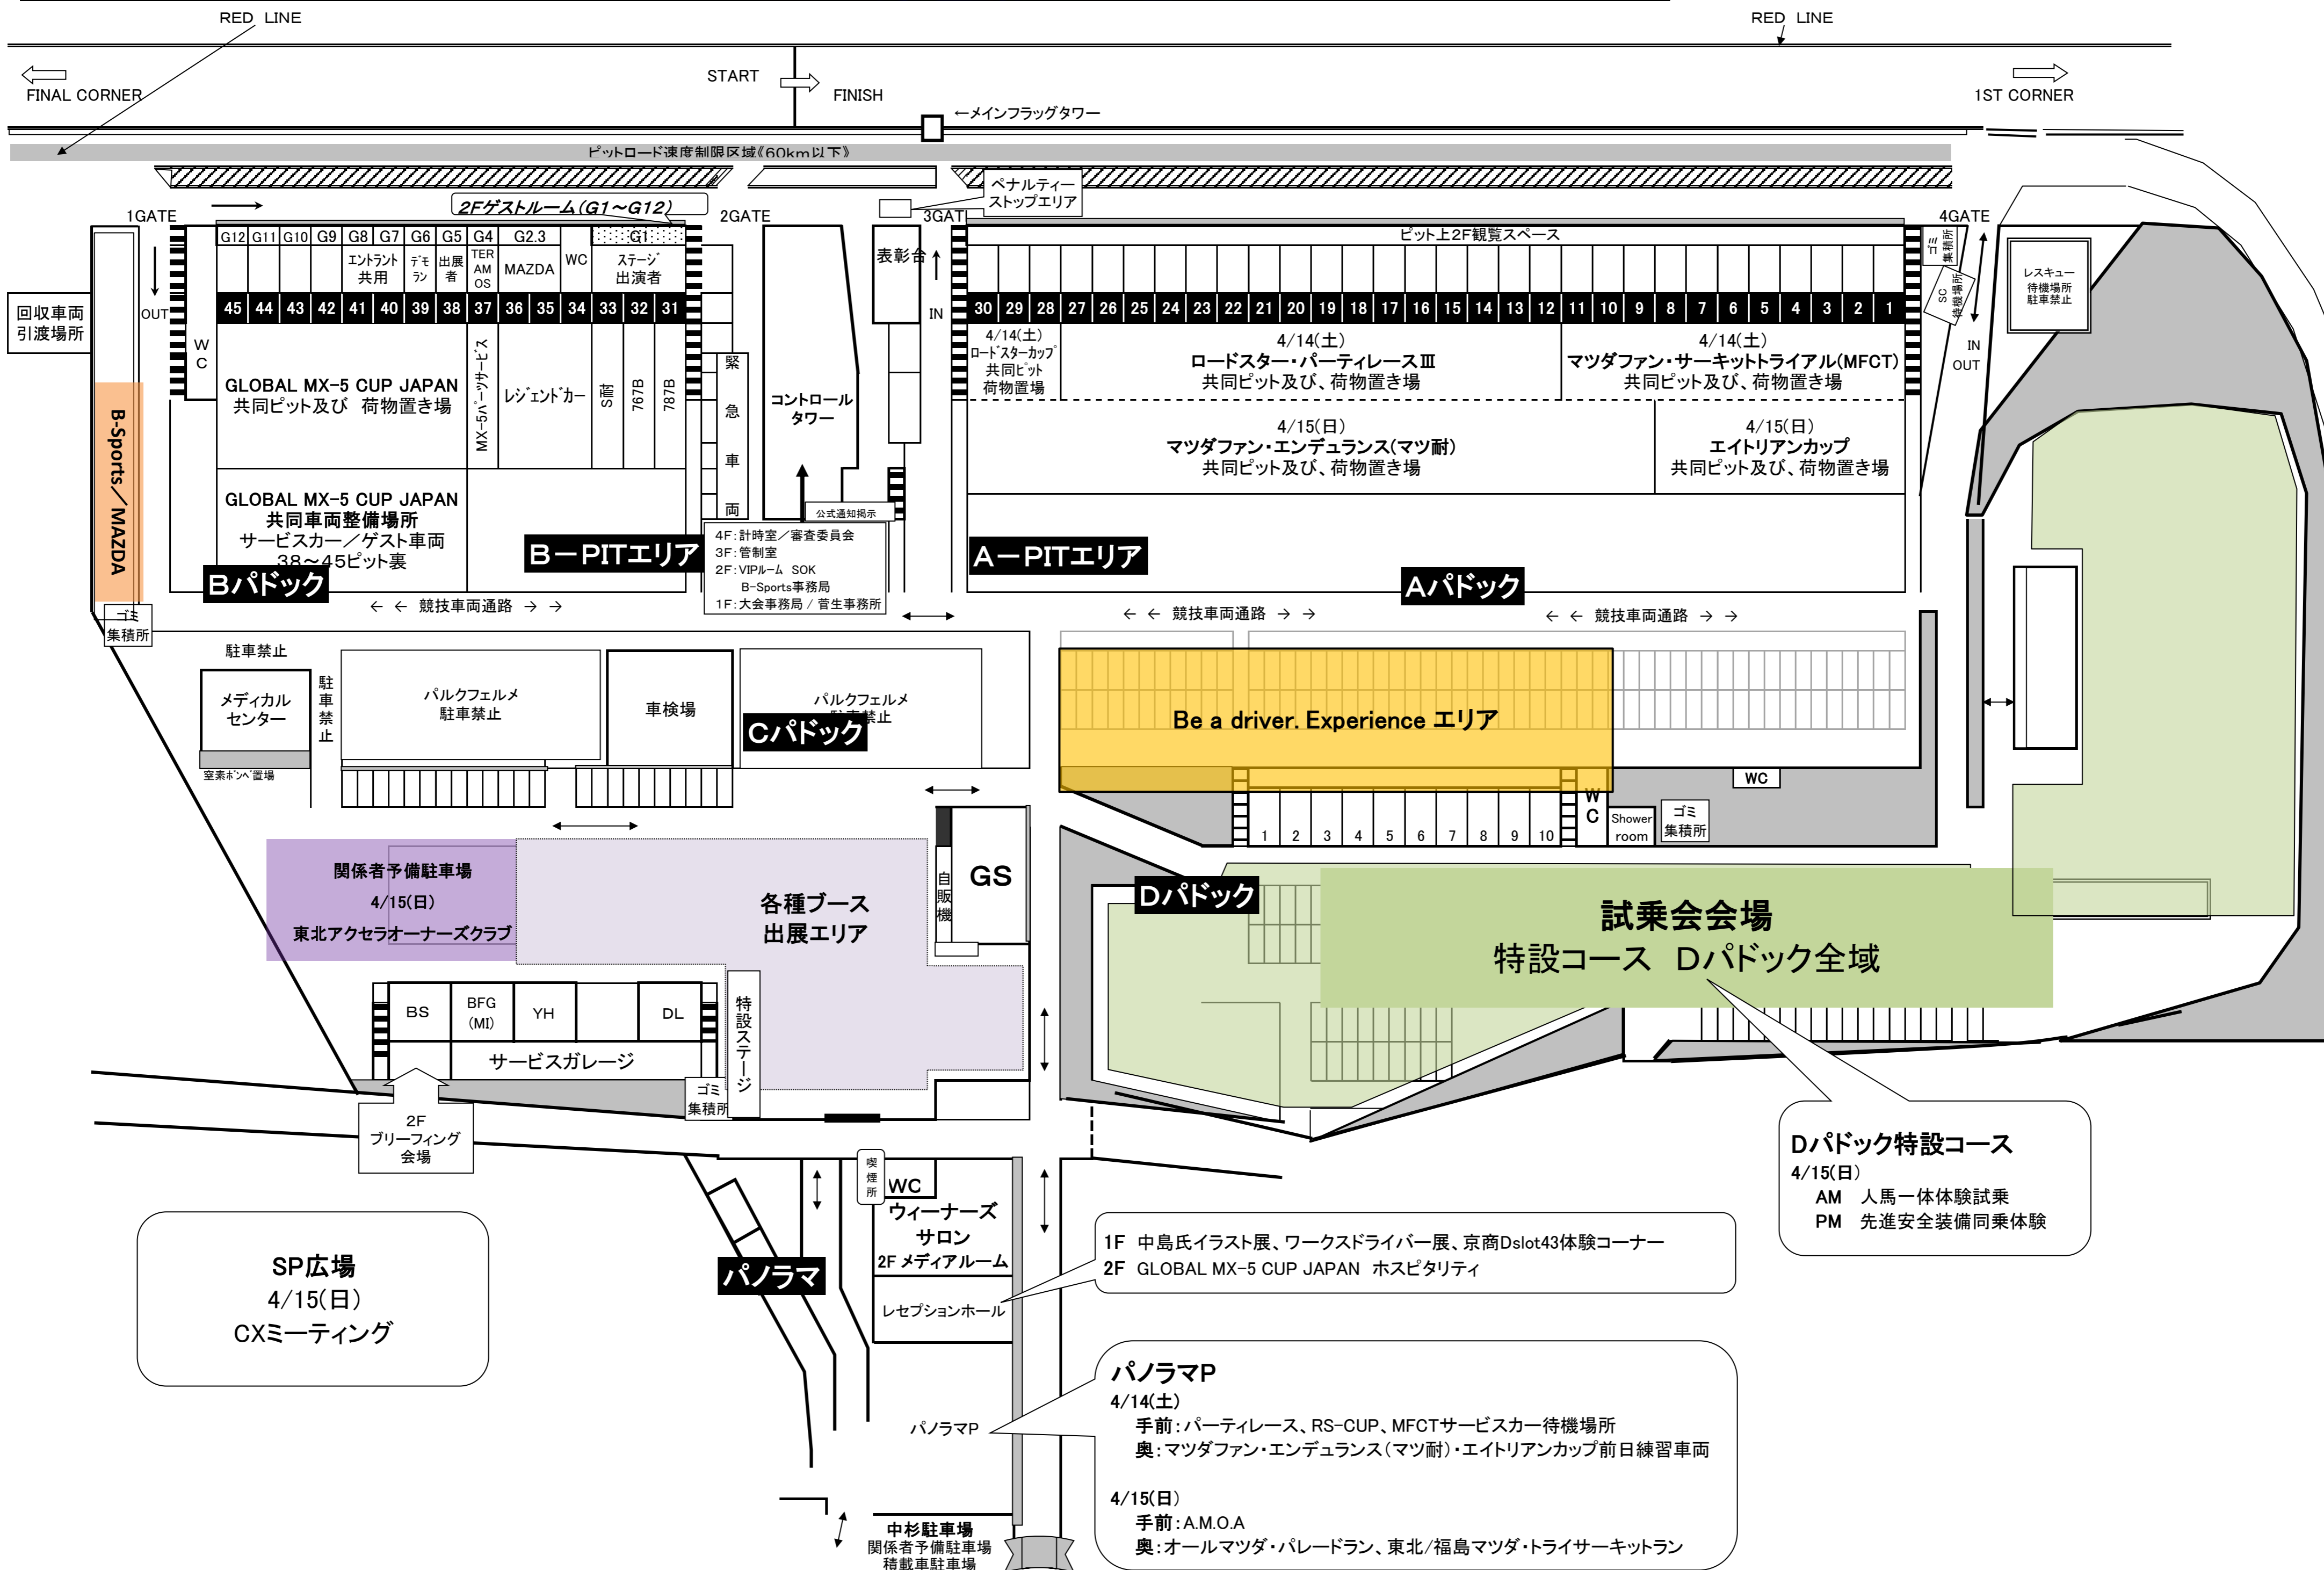 RED LINE
RED LINE
START
FINISH
FINAL CORNER
1ST CORNER
←メインフラッグタワー
ピットロード速度制限区域《60km以下》
ペナルティー
ストップエリア
2Fゲストルーム(G1~G12)
1GATE
2GATE
3GAT
4GATE
G12 G11 G10 G9 G8 G7 G6 G5 G4 G2.3 G1
エントラント
共用
デモ
ラン
出展
者
TER
AM
OS
MAZDA
WC
ステージ
出演者
表彰台
ピット上2F観覧スペース
ゴミ
集積所
SC
待機場所
レスキュー
待機場所
駐車禁止
回収車両
引渡場所
OUT
IN
IN
OUT
45 44 43 42 41 40 39 38 37 36 35 34 33 32 31
30 29 28 27 26 25 24 23 22 21 20 19 18 17 16 15 14 13 12 11 10 9 8 7 6 5 4 3 2 1
WC
GLOBAL MX-5 CUP JAPAN
共同ピット及び 荷物置き場
MX-5パーツサービス
レジェンドカー
S耐
767B
787B
緊急車両
コントロール
タワー
4/14(土)
ロードスターカップ
共同ピット
荷物置場
4/14(土)
ロードスター・パーティレースⅢ
共同ピット及び、荷物置き場
4/14(土)
マツダファン・サーキットトライアル(MFCT)
共同ピット及び、荷物置き場
4/15(日)
マツダファン・エンデュランス(マツ耐)
共同ピット及び、荷物置き場
4/15(日)
エイトリアンカップ
共同ピット及び、荷物置き場
B-Sports/MAZDA
GLOBAL MX-5 CUP JAPAN
共同車両整備場所
サービスカー/ゲスト車両
38~45ピット裏
Bパドック
B-PITエリア
公式通知掲示
4F:計時室/審査委員会
3F:管制室
2F:VIPルーム SOK
B-Sports事務局
1F:大会事務局 / 菅生事務所
A-PITエリア
Aパドック
← ← 競技車両通路 → →
← ← 競技車両通路 → →
← ← 競技車両通路 → →
ゴミ
集積所
駐車禁止
メディカル
センター
駐車禁止
窒素ボンベ置場
パルクフェルメ
駐車禁止
車検場
パルクフェルメ
駐車禁止
Cパドック
Be a driver. Experience エリア
WC
1 2 3 4 5 6 7 8 9 10
WC
Shower
room
ゴミ
集積所
関係者予備駐車場
4/15(日)
東北アクセラオーナーズクラブ
各種ブース
出展エリア
自販機
GS
Dパドック
試乗会会場
特設コース Dパドック全域
BS
BFG
(MI)
YH
DL
サービスガレージ
特設ステージ
ゴミ
集積所
2F
ブリーフィング
会場
Dパドック特設コース
4/15(日)
AM 人馬一体体験試乗
PM 先進安全装備同乗体験
喫煙所
WC
ウィーナーズ
サロン
2F メディアルーム
レセプションホール
パノラマ
1F 中島氏イラスト展、ワークスドライバー展、京商Dslot43体験コーナー
2F GLOBAL MX-5 CUP JAPAN ホスピタリティ
SP広場
4/15(日)
CXミーティング
パノラマP
パノラマP
4/14(土)
手前:パーティレース、RS-CUP、MFCTサービスカー待機場所
奥:マツダファン・エンデュランス(マツ耐)・エイトリアンカップ前日練習車両
4/15(日)
手前:A.M.O.A
奥:オールマツダ・パレードラン、東北/福島マツダ・トライサーキットラン
中杉駐車場
関係者予備駐車場
積載車駐車場